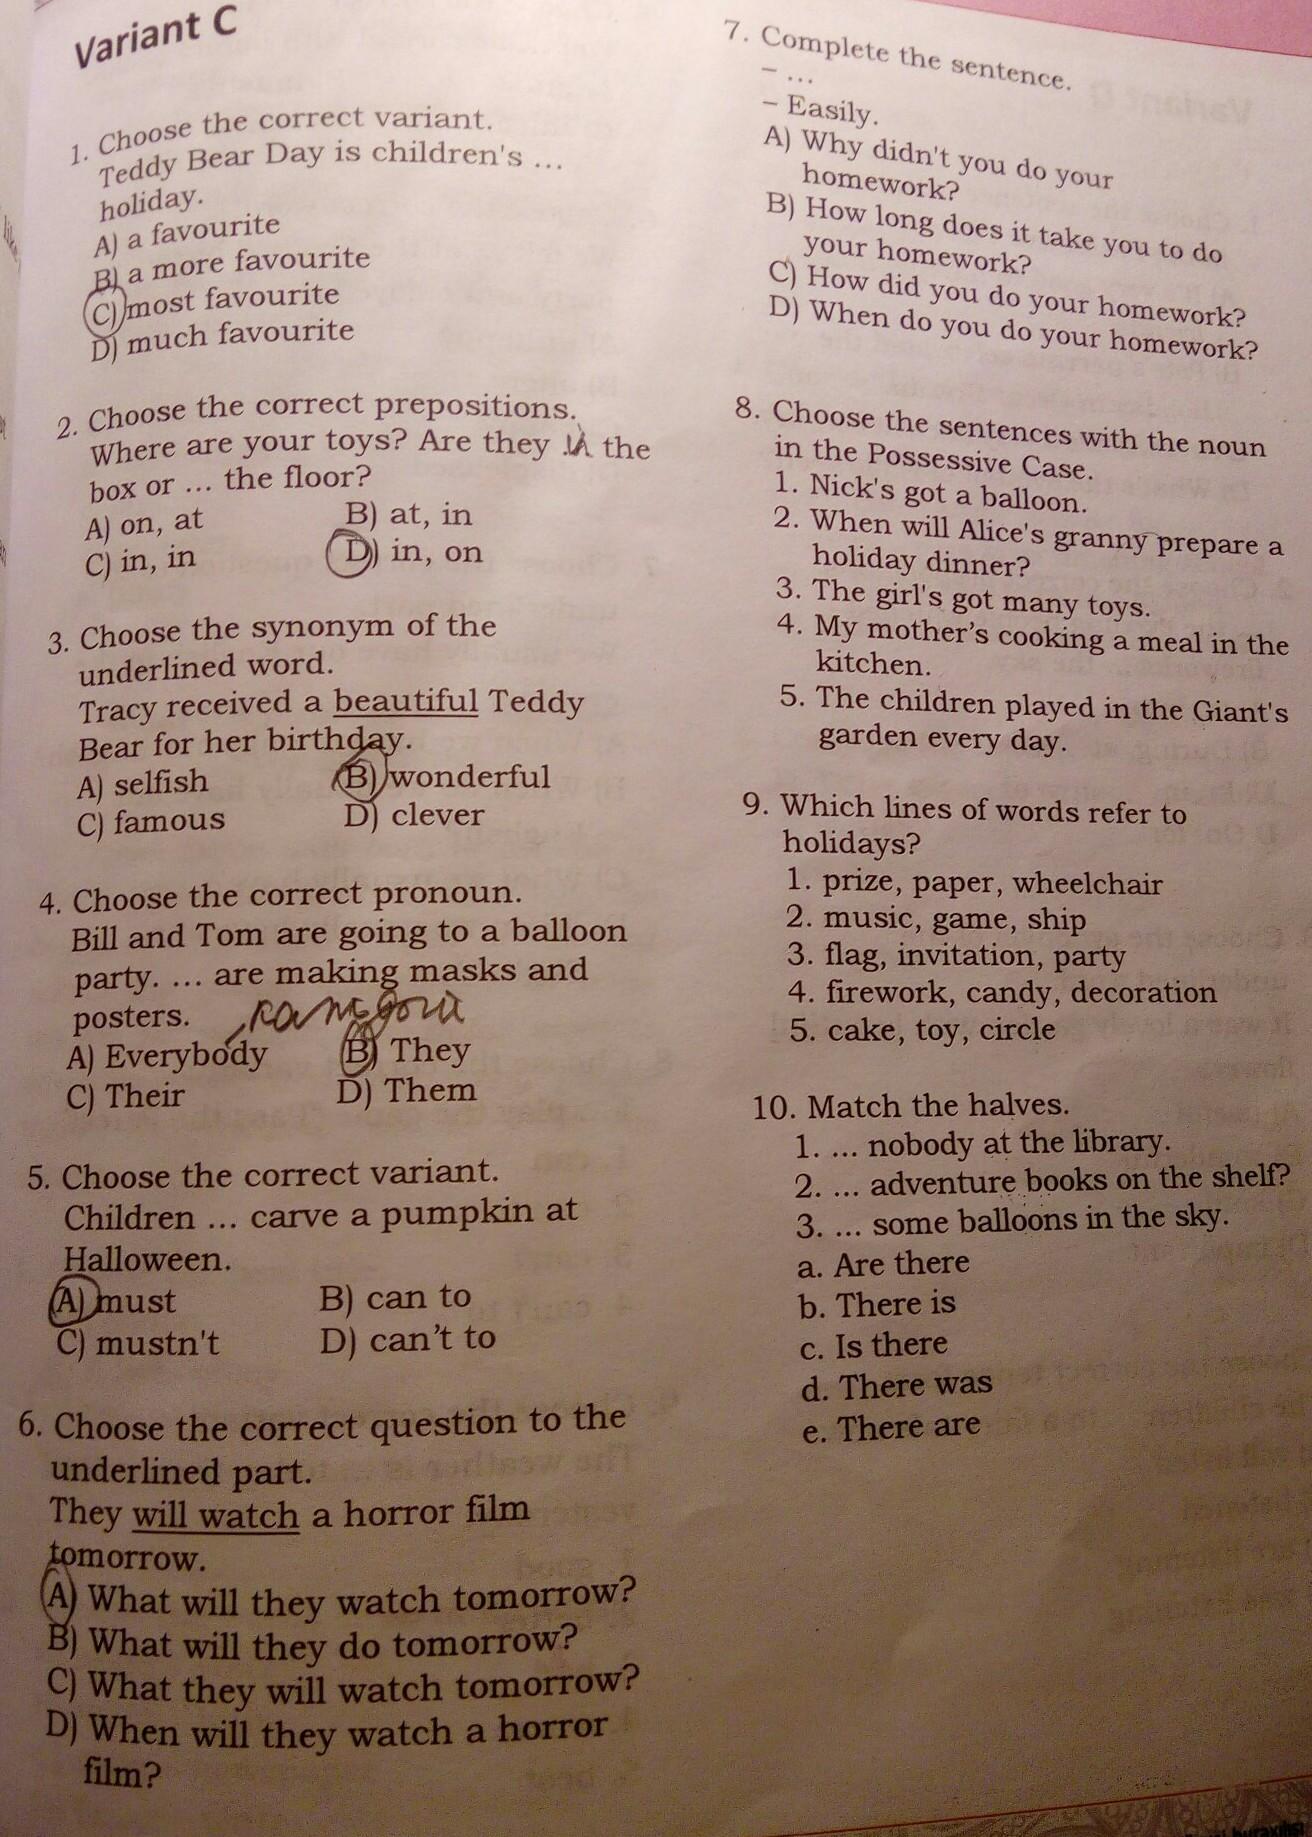 Variant C
1. Choose the correct variant.
Teddy Bear Day is children's ...
holiday.
A) a favourite
B) a more favourite
C) most favourite
D) much favourite
2. Choose the correct prepositions.
Where are your toys? Are they in the
box or ... the floor?
A) on, at B) at, in
C) in, in D) in, on
3. Choose the synonym of the
underlined word.
Tracy received a beautiful Teddy
Bear for her birthday.
A) selfish B) wonderful
C) famous D) clever
4. Choose the correct pronoun.
Bill and Tom are going to a balloon
party. ... are making masks and
posters.
A) Everybody B) They
C) Their D) Them
5. Choose the correct variant.
Children ... carve a pumpkin at
Halloween.
A) must B) can to
C) mustn't D) can't to
6. Choose the correct question to the
underlined part.
They will watch a horror film
tomorrow.
A) What will they watch tomorrow?
B) What will they do tomorrow?
C) What they will watch tomorrow?
D) When will they watch a horror
film?
7. Complete the sentence.
– ...
– Easily.
A) Why didn't you do your
homework?
B) How long does it take you to do
your homework?
C) How did you do your homework?
D) When do you do your homework?
8. Choose the sentences with the noun
in the Possessive Case.
1. Nick's got a balloon.
2. When will Alice's granny prepare a
holiday dinner?
3. The girl's got many toys.
4. My mother's cooking a meal in the
kitchen.
5. The children played in the Giant's
garden every day.
9. Which lines of words refer to
holidays?
1. prize, paper, wheelchair
2. music, game, ship
3. flag, invitation, party
4. firework, candy, decoration
5. cake, toy, circle
10. Match the halves.
1. ... nobody at the library.
2. ... adventure books on the shelf?
3. ... some balloons in the sky.
a. Are there
b. There is
c. Is there
d. There was
e. There are